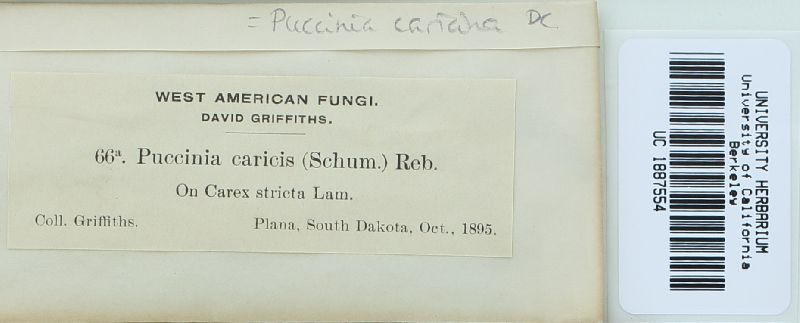 = Puccinia caricina DC
WEST AMERICAN FUNGI.
DAVID GRIFFITHS.
66ª. Puccinia caricis (Schum.) Reb.
On Carex stricta Lam.
Coll. Griffiths. Plana, South Dakota, Oct., 1895.
UNIVERSITY HERBARIUM
University of California
Berkeley
UC 1887554